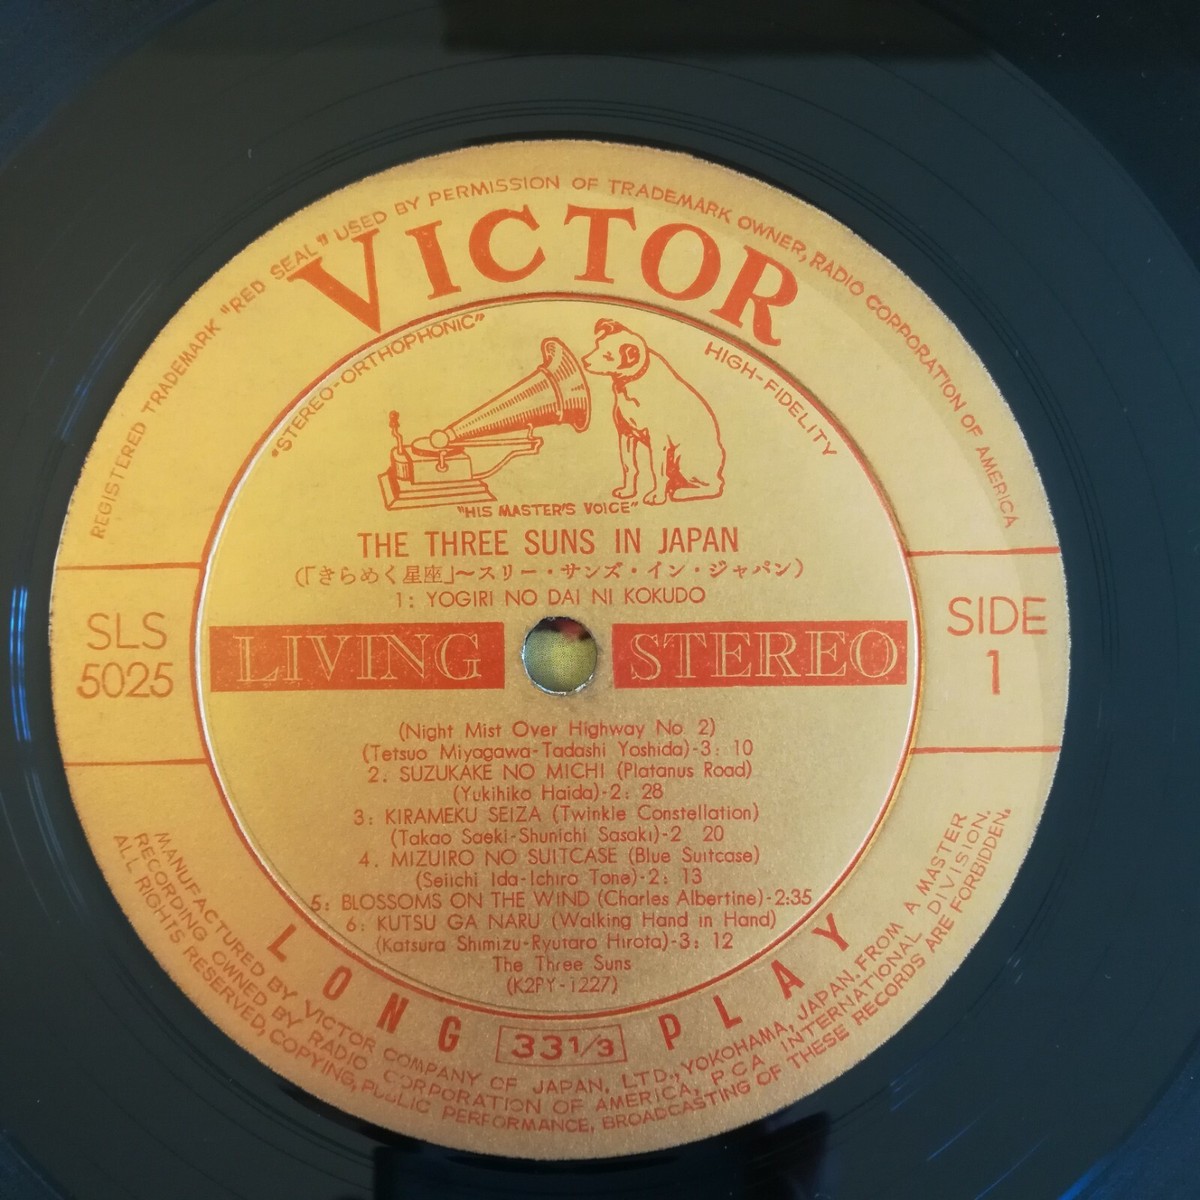 REGISTERED TRADEMARK "RED SEAL" USED BY PERMISSION OF TRADEMARK OWNER, RADIO CORPORATION OF AMERICA
VICTOR
"STEREO-ORTHOPHONIC"
HIGH-FIDELITY
"HIS MASTER'S VOICE"
THE THREE SUNS IN JAPAN
(「きらめく星座」〜スリー・サンズ・イン・ジャパン)
1: YOGIRI NO DAI NI KOKUDO
SLS
5025
LIVING STEREO
SIDE
1
(Night Mist Over Highway No. 2)
(Tetsuo Miyagawa-Tadashi Yoshida)-3: 10
2. SUZUKAKE NO MICHI (Platanus Road)
(Yukihiko Haida)-2: 28
3: KIRAMEKU SEIZA (Twinkle Constellation)
(Takao Saeki-Shunichi Sasaki)-2 20
4. MIZUIRO NO SUITCASE (Blue Suitcase)
(Seiichi Ida-Ichiro Tone)-2: 13
5: BLOSSOMS ON THE WIND (Charles Albertine)-2:35
6: KUTSU GA NARU (Walking Hand in Hand)
(Katsura Shimizu-Ryutaro Hirota)-3: 12
The Three Suns
(K2PY-1227)
LONG PLAY
33 1/3
MANUFACTURED BY VICTOR COMPANY OF JAPAN, LTD., YOKOHAMA, JAPAN. FROM A MASTER
RECORDING OWNED BY RADIO CORPORATION OF AMERICA, RCA INTERNATIONAL DIVISION.
ALL RIGHTS RESERVED, COPYING, PUBLIC PERFORMANCE, BROADCASTING OF THESE RECORDS ARE FORBIDDEN.